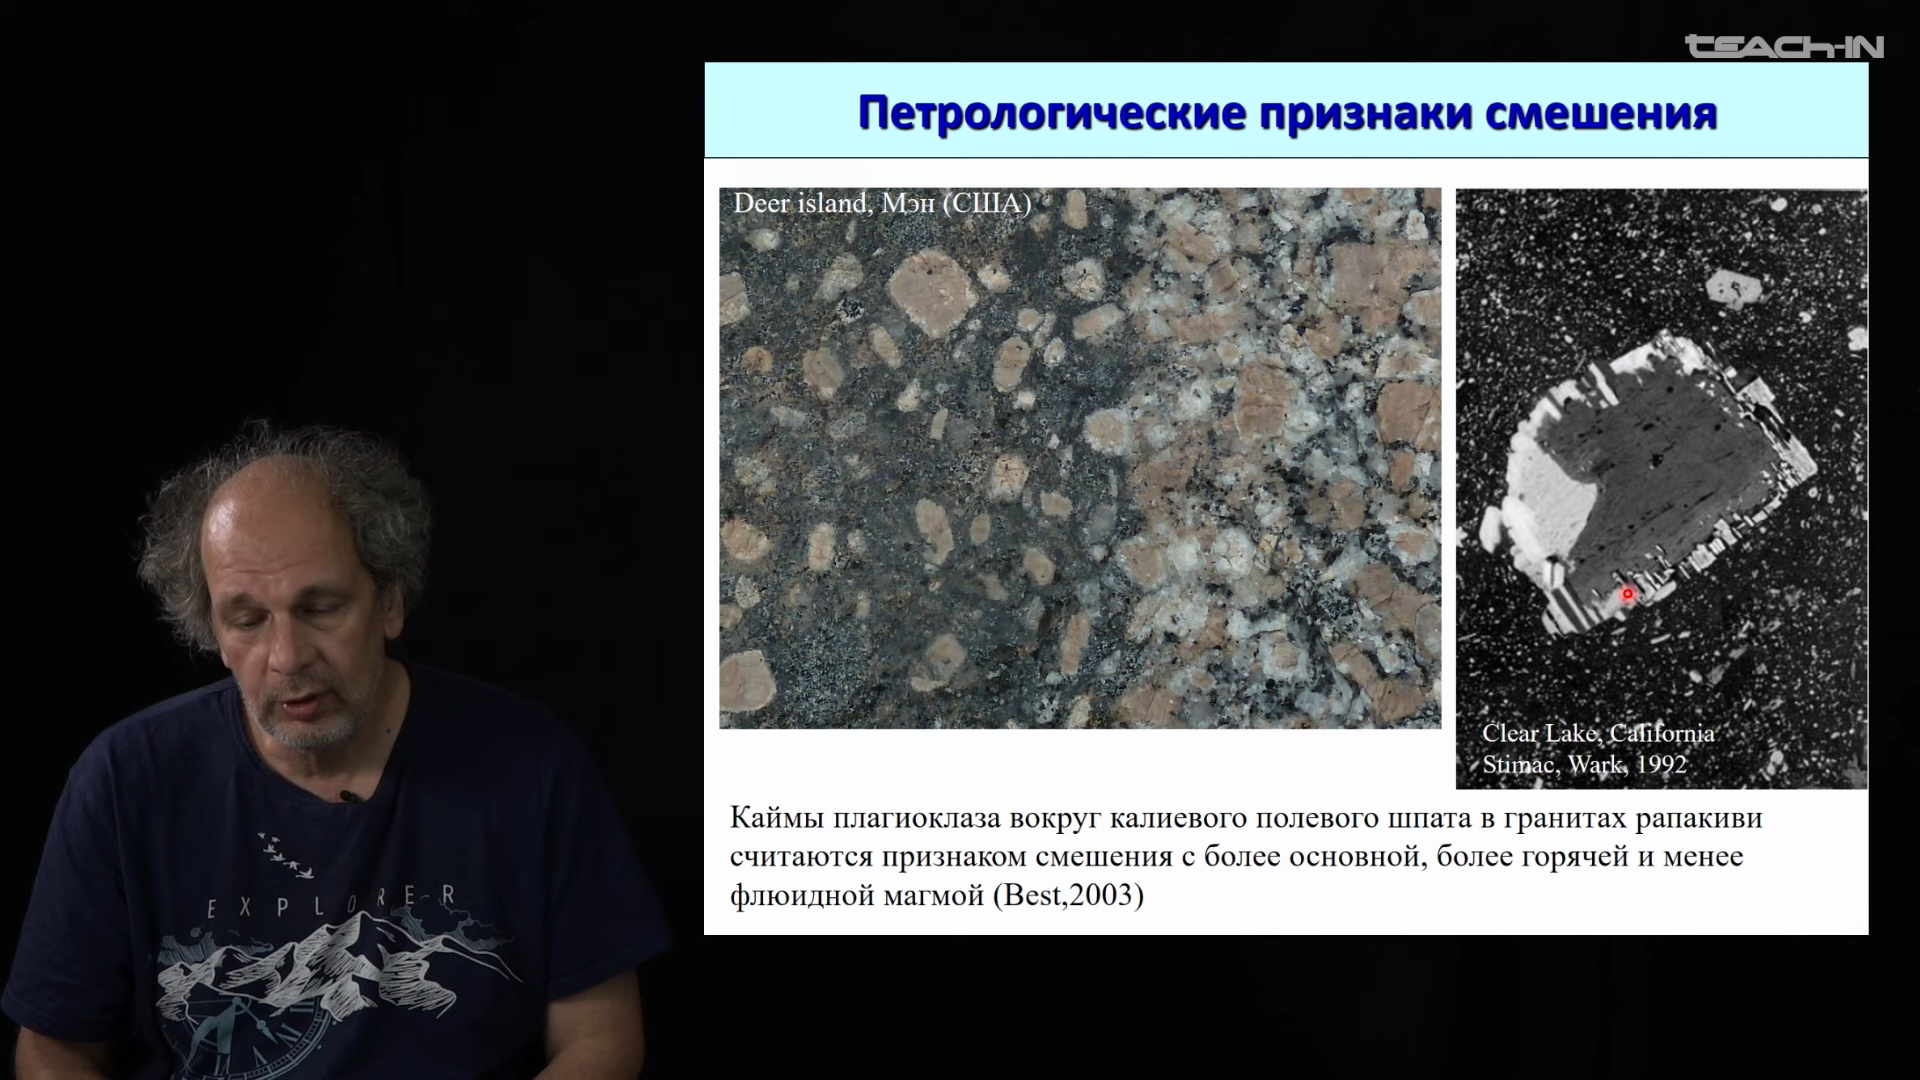 TEACH-IN
Петрологические признаки смешения
Deer island, Мэн (США)
Clear Lake, California
Stimac, Wark, 1992
Каймы плагиоклаза вокруг калиевого полевого шпата в гранитах рапакиви
считаются признаком смешения с более основной, более горячей и менее
флюидной магмой (Best,2003)
EXPLORER